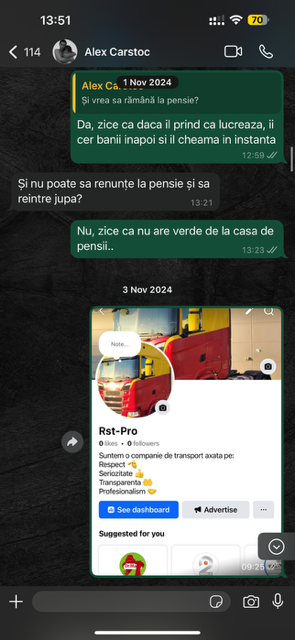 13:51
70
114
Alex Carstoc
1 Nov 2024
Alex Ca
Și vrea sa rămână la pensie?
Da, zice ca daca il prind ca lucreaza, ii
cer banii inapoi si il cheama in instanta
12:59
Și nu poate sa renunțe la pensie și sa
reintre jupa?
13:21
Nu, zice ca nu are verde de la casa de
pensii..
13:23
3 Nov 2024
Note...
Rst-Pro
0 likes • 0 followers
Suntem o companie de transport axata pe:
Respect
Seriozitate
Transparenta
Profesionalism
See dashboard
Advertise
Suggested for you
09:25